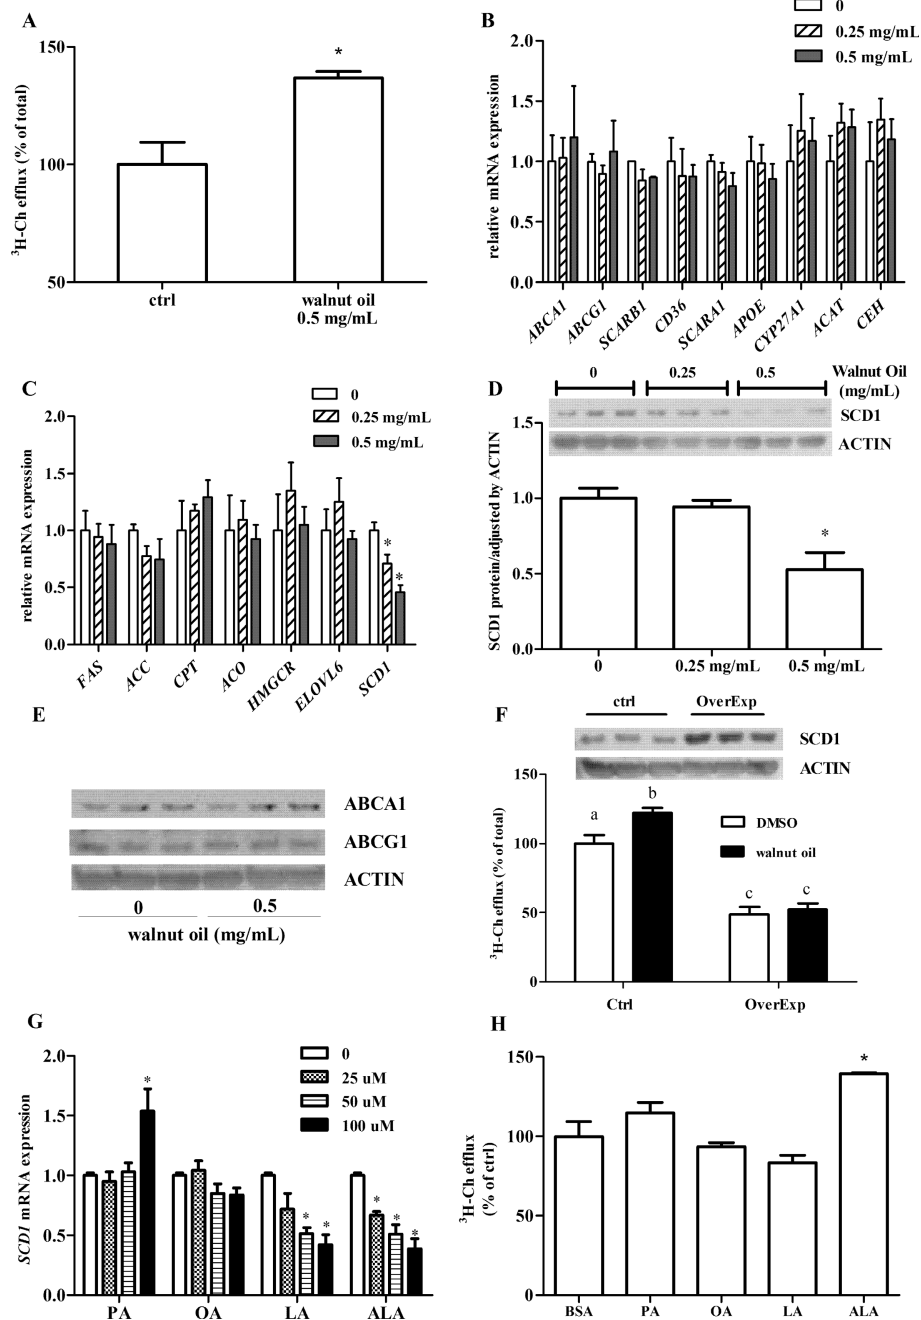 A
³H-Ch efflux (% of total)
150
100
50
*
ctrl
walnut oil
0.5 mg/mL
B
0
0.25 mg/mL
0.5 mg/mL
relative mRNA expression
2.0
1.5
1.0
0.5
0.0
ABCA1
ABCG1
SCARB1
CD36
SCARA1
APOE
CYP27A1
ACAT
CEH
C
0
0.25 mg/mL
0.5 mg/mL
relative mRNA expression
2.0
1.5
1.0
0.5
0.0
*
*
FAS
ACC
CPT
ACO
HMGCR
ELOVL6
SCD1
D
0
0.25
0.5
Walnut Oil
(mg/mL)
SCD1
ACTIN
SCD1 protein/adjusted by ACTIN
1.5
1.0
0.5
0.0
*
0
0.25 mg/mL
0.5 mg/mL
E
ABCA1
ABCG1
ACTIN
0
0.5
walnut oil (mg/mL)
F
ctrl
OverExp
SCD1
ACTIN
³H-Ch efflux (% of total)
150
100
50
0
a
b
c
c
DMSO
walnut oil
Ctrl
OverExp
G
SCD1 mRNA expression
2.0
1.5
1.0
0.5
0.0
0
25 uM
50 uM
100 uM
*
*
*
*
*
*
PA
OA
LA
ALA
H
³H-Ch efflux
(% of ctrl)
150
100
50
0
*
BSA
PA
OA
LA
ALA